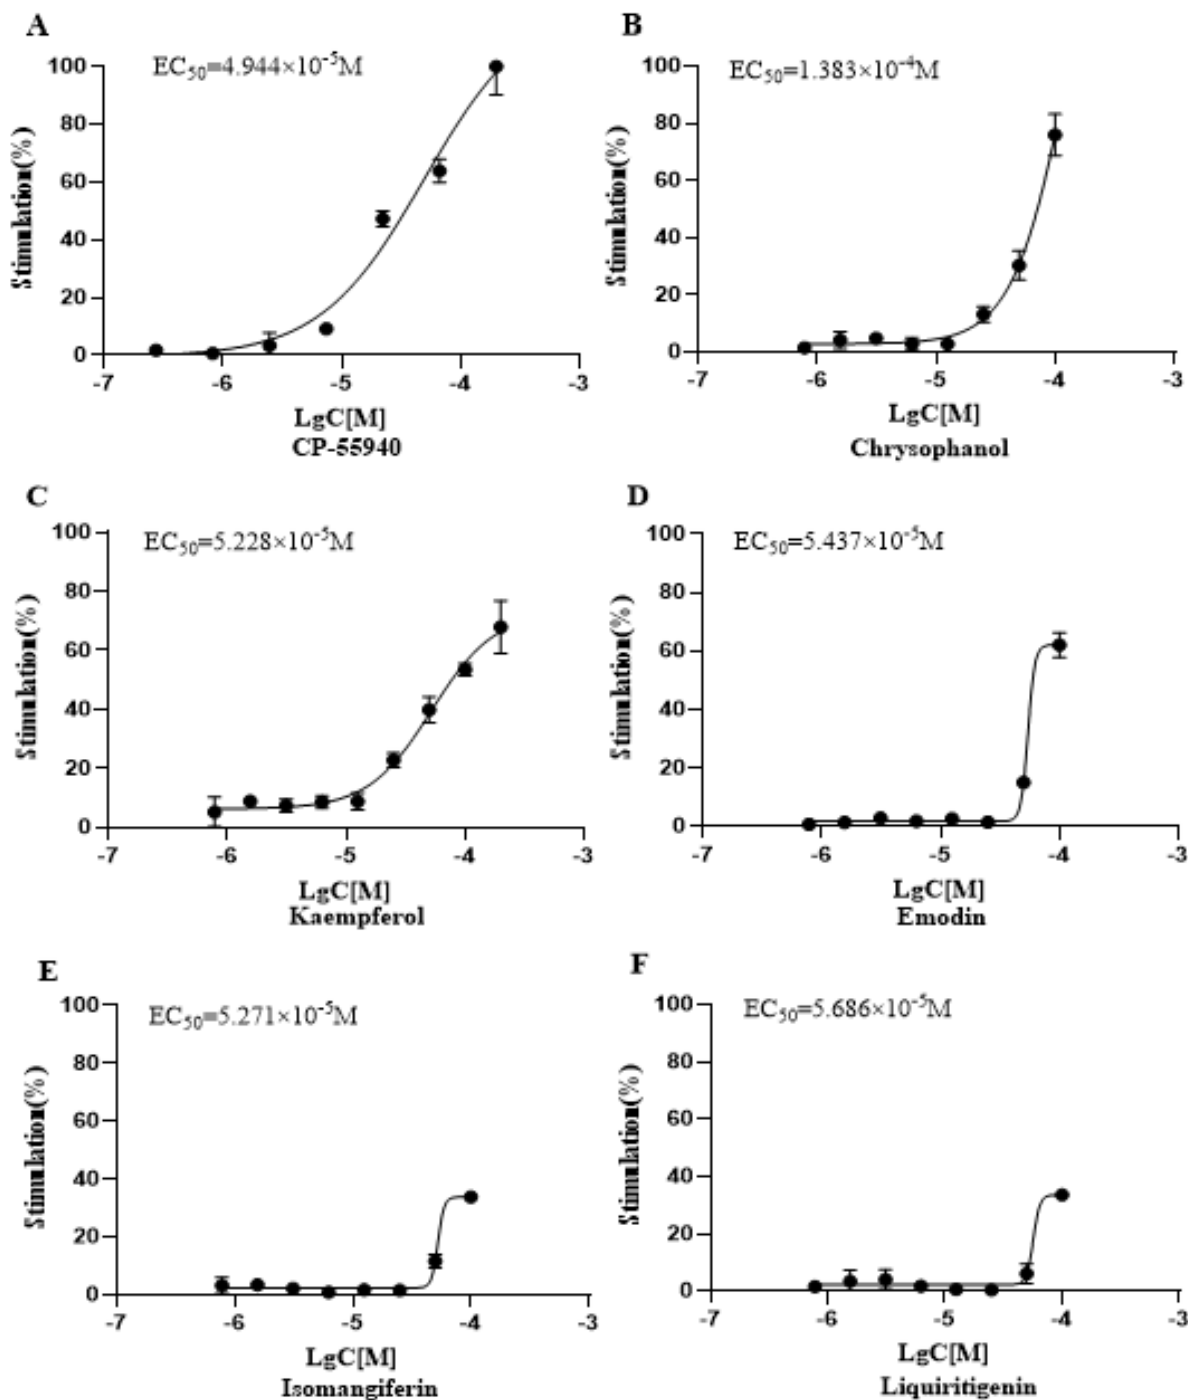 A
EC50=4.944×10-5M
Stimulation(%)
100
80
60
40
20
0
-7 -6 -5 -4 -3
LgC[M]
CP-55940
B
EC50=1.383×10-4M
Stimulation(%)
100
80
60
40
20
0
-7 -6 -5 -4 -3
LgC[M]
Chrysophanol
C
EC50=5.228×10-5M
Stimulation(%)
100
80
60
40
20
0
-7 -6 -5 -4 -3
LgC[M]
Kaempferol
D
EC50=5.437×10-5M
Stimulation(%)
100
80
60
40
20
0
-7 -6 -5 -4 -3
LgC[M]
Emodin
E
EC50=5.271×10-5M
Stimulation(%)
100
80
60
40
20
0
-7 -6 -5 -4 -3
LgC[M]
Isomangiferin
F
EC50=5.686×10-5M
Stimulation(%)
100
80
60
40
20
0
-7 -6 -5 -4 -3
LgC[M]
Liquiritigenin